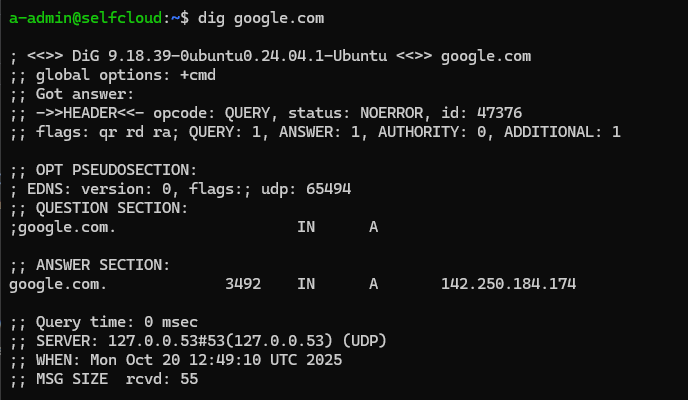 a-admin@selfcloud:~$ dig google.com
; <<>> DiG 9.18.39-0ubuntu0.24.04.1-Ubuntu <<>> google.com
;; global options: +cmd
;; Got answer:
;; ->>HEADER<<- opcode: QUERY, status: NOERROR, id: 47376
;; flags: qr rd ra; QUERY: 1, ANSWER: 1, AUTHORITY: 0, ADDITIONAL: 1
;; OPT PSEUDOSECTION:
; EDNS: version: 0, flags:; udp: 65494
;; QUESTION SECTION:
;google.com. IN A
;; ANSWER SECTION:
google.com. 3492 IN A 142.250.184.174
;; Query time: 0 msec
;; SERVER: 127.0.0.53#53(127.0.0.53) (UDP)
;; WHEN: Mon Oct 20 12:49:10 UTC 2025
;; MSG SIZE rcvd: 55